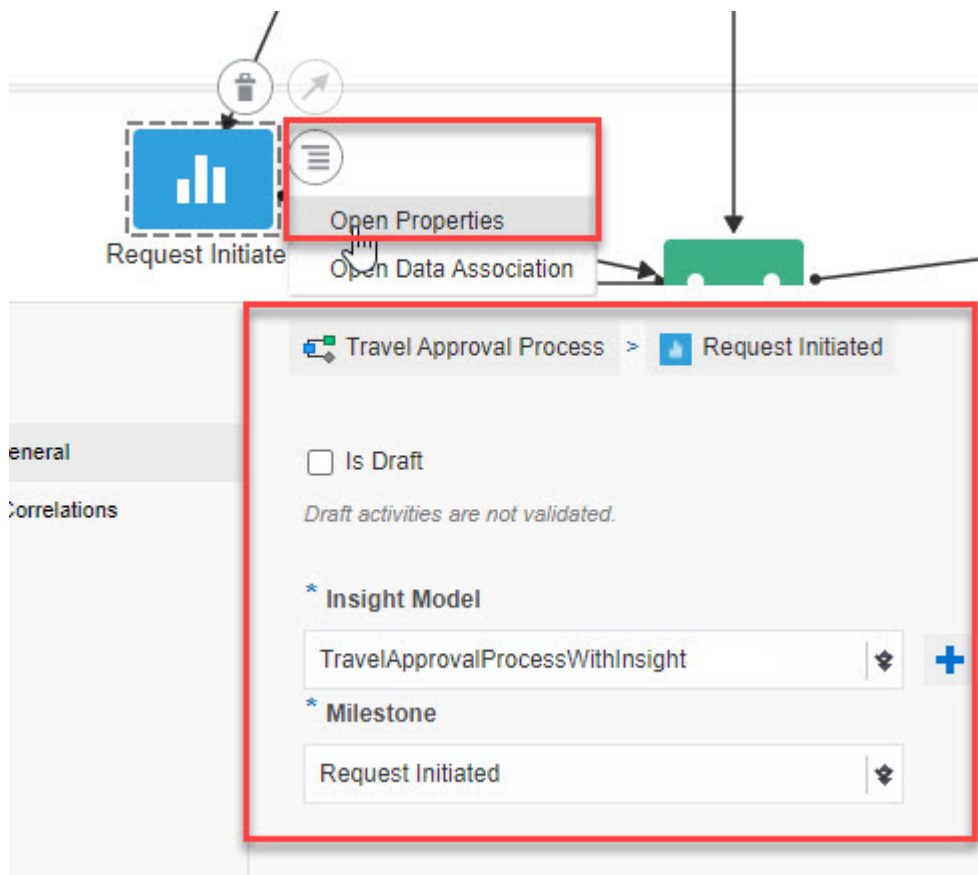 Open Properties
Request Initiate
Open Data Association
Travel Approval Process > Request Initiated
eneral
Is Draft
Correlations
Draft activities are not validated.
* Insight Model
TravelApprovalProcessWithInsight
* Milestone
Request Initiated